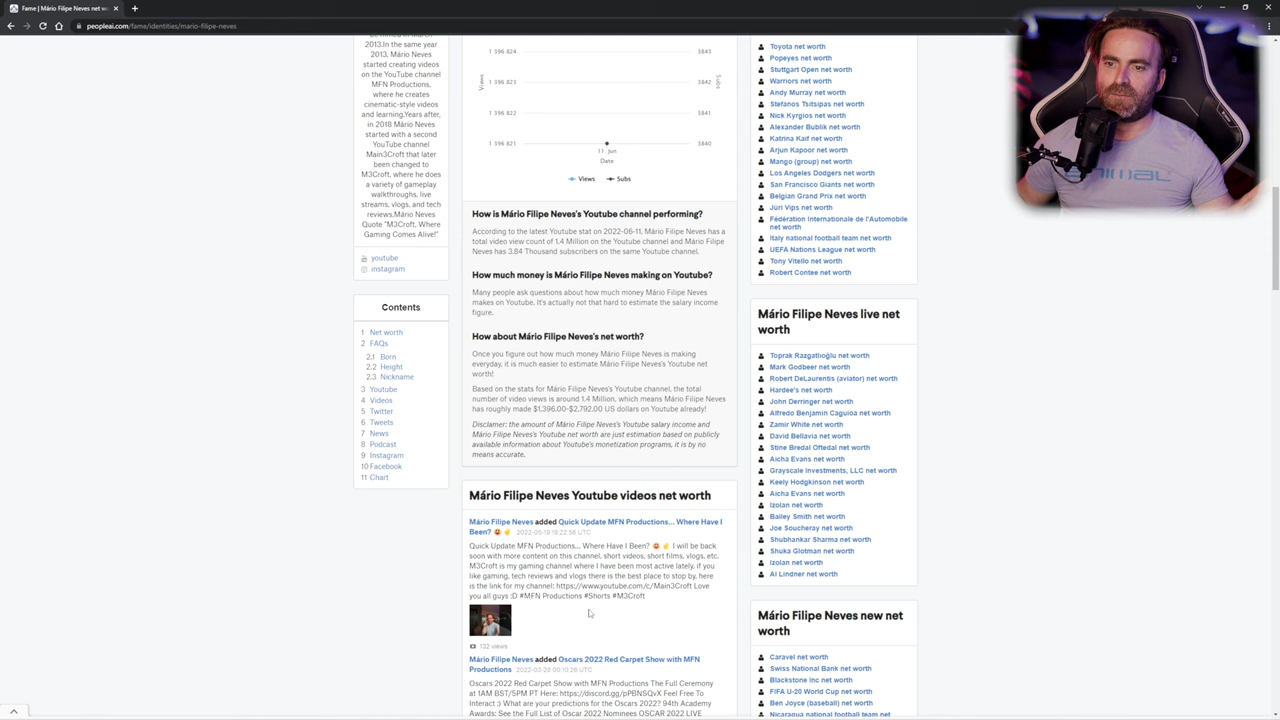 Fame | Mário Filipe Neves net wo
peopleai.com/fame/identities/mario-filipe-neves
2013.In the same year
2013, Mário Neves
started creating videos
on the YouTube channel
MFN Productions,
where he creates
cinematic-style videos
and learning.Years after,
in 2018 Mário Neves
started with a second
YouTube channel
Main3Croft that later
been changed to
M3Croft, where he does
a variety of gameplay
walkthroughs, live
streams, vlogs, and tech
reviews.Mário Neves
Quote "M3Croft, Where
Gaming Comes Alive!"
youtube
instagram
Contents
1 Net worth
2 FAQs
2.1 Born
2.2 Height
2.3 Nickname
3 Youtube
4 Videos
5 Twitter
6 Tweets
7 News
8 Podcast
9 Instagram
10 Facebook
11 Chart
1 396 824
3843
1 396 823
3842
1 396 822
3841
1 396 821
3840
Views
Subs
11. Jun
Date
Views Subs
How is Mário Filipe Neves's Youtube channel performing?
According to the latest Youtube stat on 2022-06-11, Mário Filipe Neves has a
total video view count of 1.4 Million on the Youtube channel and Mário Filipe
Neves has 3.84 Thousand subscribers on the same Youtube channel.
How much money is Mário Filipe Neves making on Youtube?
Many people ask questions about how much money Mário Filipe Neves
makes on Youtube. It's actually not that hard to estimate the salary income
figure.
How about Mário Filipe Neves's net worth?
Once you figure out how much money Mário Filipe Neves is making
everyday, it is much easier to estimate Mário Filipe Neves's Youtube net
worth!
Based on the stats for Mário Filipe Neves's Youtube channel, the total
number of video views is around 1.4 Million, which means Mário Filipe Neves
has roughly made $1,396.00-$2,792.00 US dollars on Youtube already!
Disclamer: the amount of Mário Filipe Neves's Youtube salary income and
Mário Filipe Neves's Youtube net worth are just estimation based on publicly
available information about Youtube's monetization programs, it is by no
means accurate.
Mário Filipe Neves Youtube videos net worth
Mário Filipe Neves added Quick Update MFN Productions... Where Have I
Been? 🤕 ✌ 2022-05-19 16:22:56 UTC
Quick Update MFN Productions... Where Have I Been? 🤕 ✌ I will be back
soon with more content on this channel, short videos, short films, vlogs, etc.
M3Croft is my gaming channel where I have been most active lately, if you
like gaming, tech reviews and vlogs there is the best place to stop by, here
is the link for my channel: https://www.youtube.com/c/Main3Croft Love
you all guys :D #MFN Productions #Shorts #M3Croft
132 views
Mário Filipe Neves added Oscars 2022 Red Carpet Show with MFN
Productions 2022-03-28 00:10:26 UTC
Oscars 2022 Red Carpet Show with MFN Productions The Full Ceremony
at 1AM BST/5PM PT Here: https://discord.gg/pPBNSQvX Feel Free To
Interact :) What are your predictions for the Oscars 2022? 94th Academy
Awards: See the Full List of Oscar 2022 Nominees OSCAR 2022 LIVE
Toyota net worth
Popeyes net worth
Stuttgart Open net worth
Warriors net worth
Andy Murray net worth
Stefanos Tsitsipas net worth
Nick Kyrgios net worth
Alexander Bublik net worth
Katrina Kaif net worth
Arjun Kapoor net worth
Mango (group) net worth
Los Angeles Dodgers net worth
San Francisco Giants net worth
Belgian Grand Prix net worth
Jüri Vips net worth
Fédération Internationale de l'Automobile
net worth
Italy national football team net worth
UEFA Nations League net worth
Tony Vitello net worth
Robert Contee net worth
Mário Filipe Neves live net
worth
Toprak Razgatlıoğlu net worth
Mark Godbeer net worth
Robert DeLaurentis (aviator) net worth
Hardee's net worth
John Derringer net worth
Alfredo Benjamin Caguioa net worth
Zamir White net worth
David Bellavia net worth
Stine Bredal Oftedal net worth
Aicha Evans net worth
Grayscale Investments, LLC net worth
Keely Hodgkinson net worth
Aicha Evans net worth
Izolan net worth
Bailey Smith net worth
Joe Soucheray net worth
Shubhankar Sharma net worth
Shuka Glotman net worth
Izolan net worth
Al Lindner net worth
Mário Filipe Neves new net
worth
Caravel net worth
Swiss National Bank net worth
Blackstone Inc net worth
FIFA U-20 World Cup net worth
Ben Joyce (baseball) net worth
Nicaragua national football team net